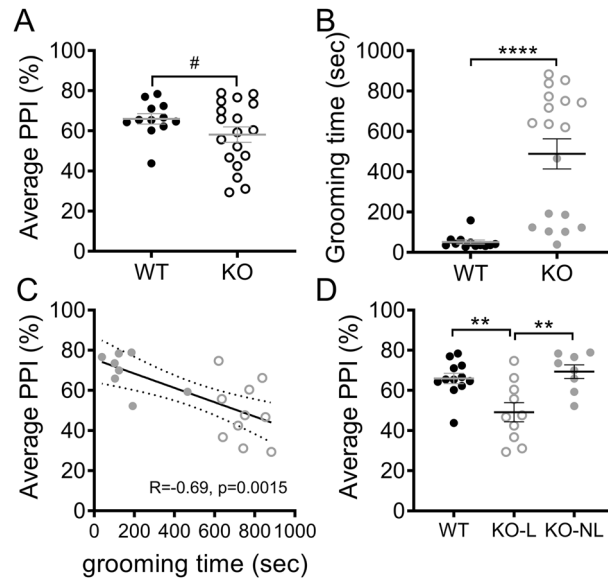 A
Average PPI (%)
100
80
60
40
20
0
#
WT KO
B
Grooming time (sec)
1000
800
600
400
200
0
****
WT KO
C
Average PPI (%)
100
80
60
40
20
0
R=-0.69, p=0.0015
0 200 400 600 800 1000
grooming time (sec)
D
Average PPI (%)
100
80
60
40
20
0
** **
WT KO-L KO-NL